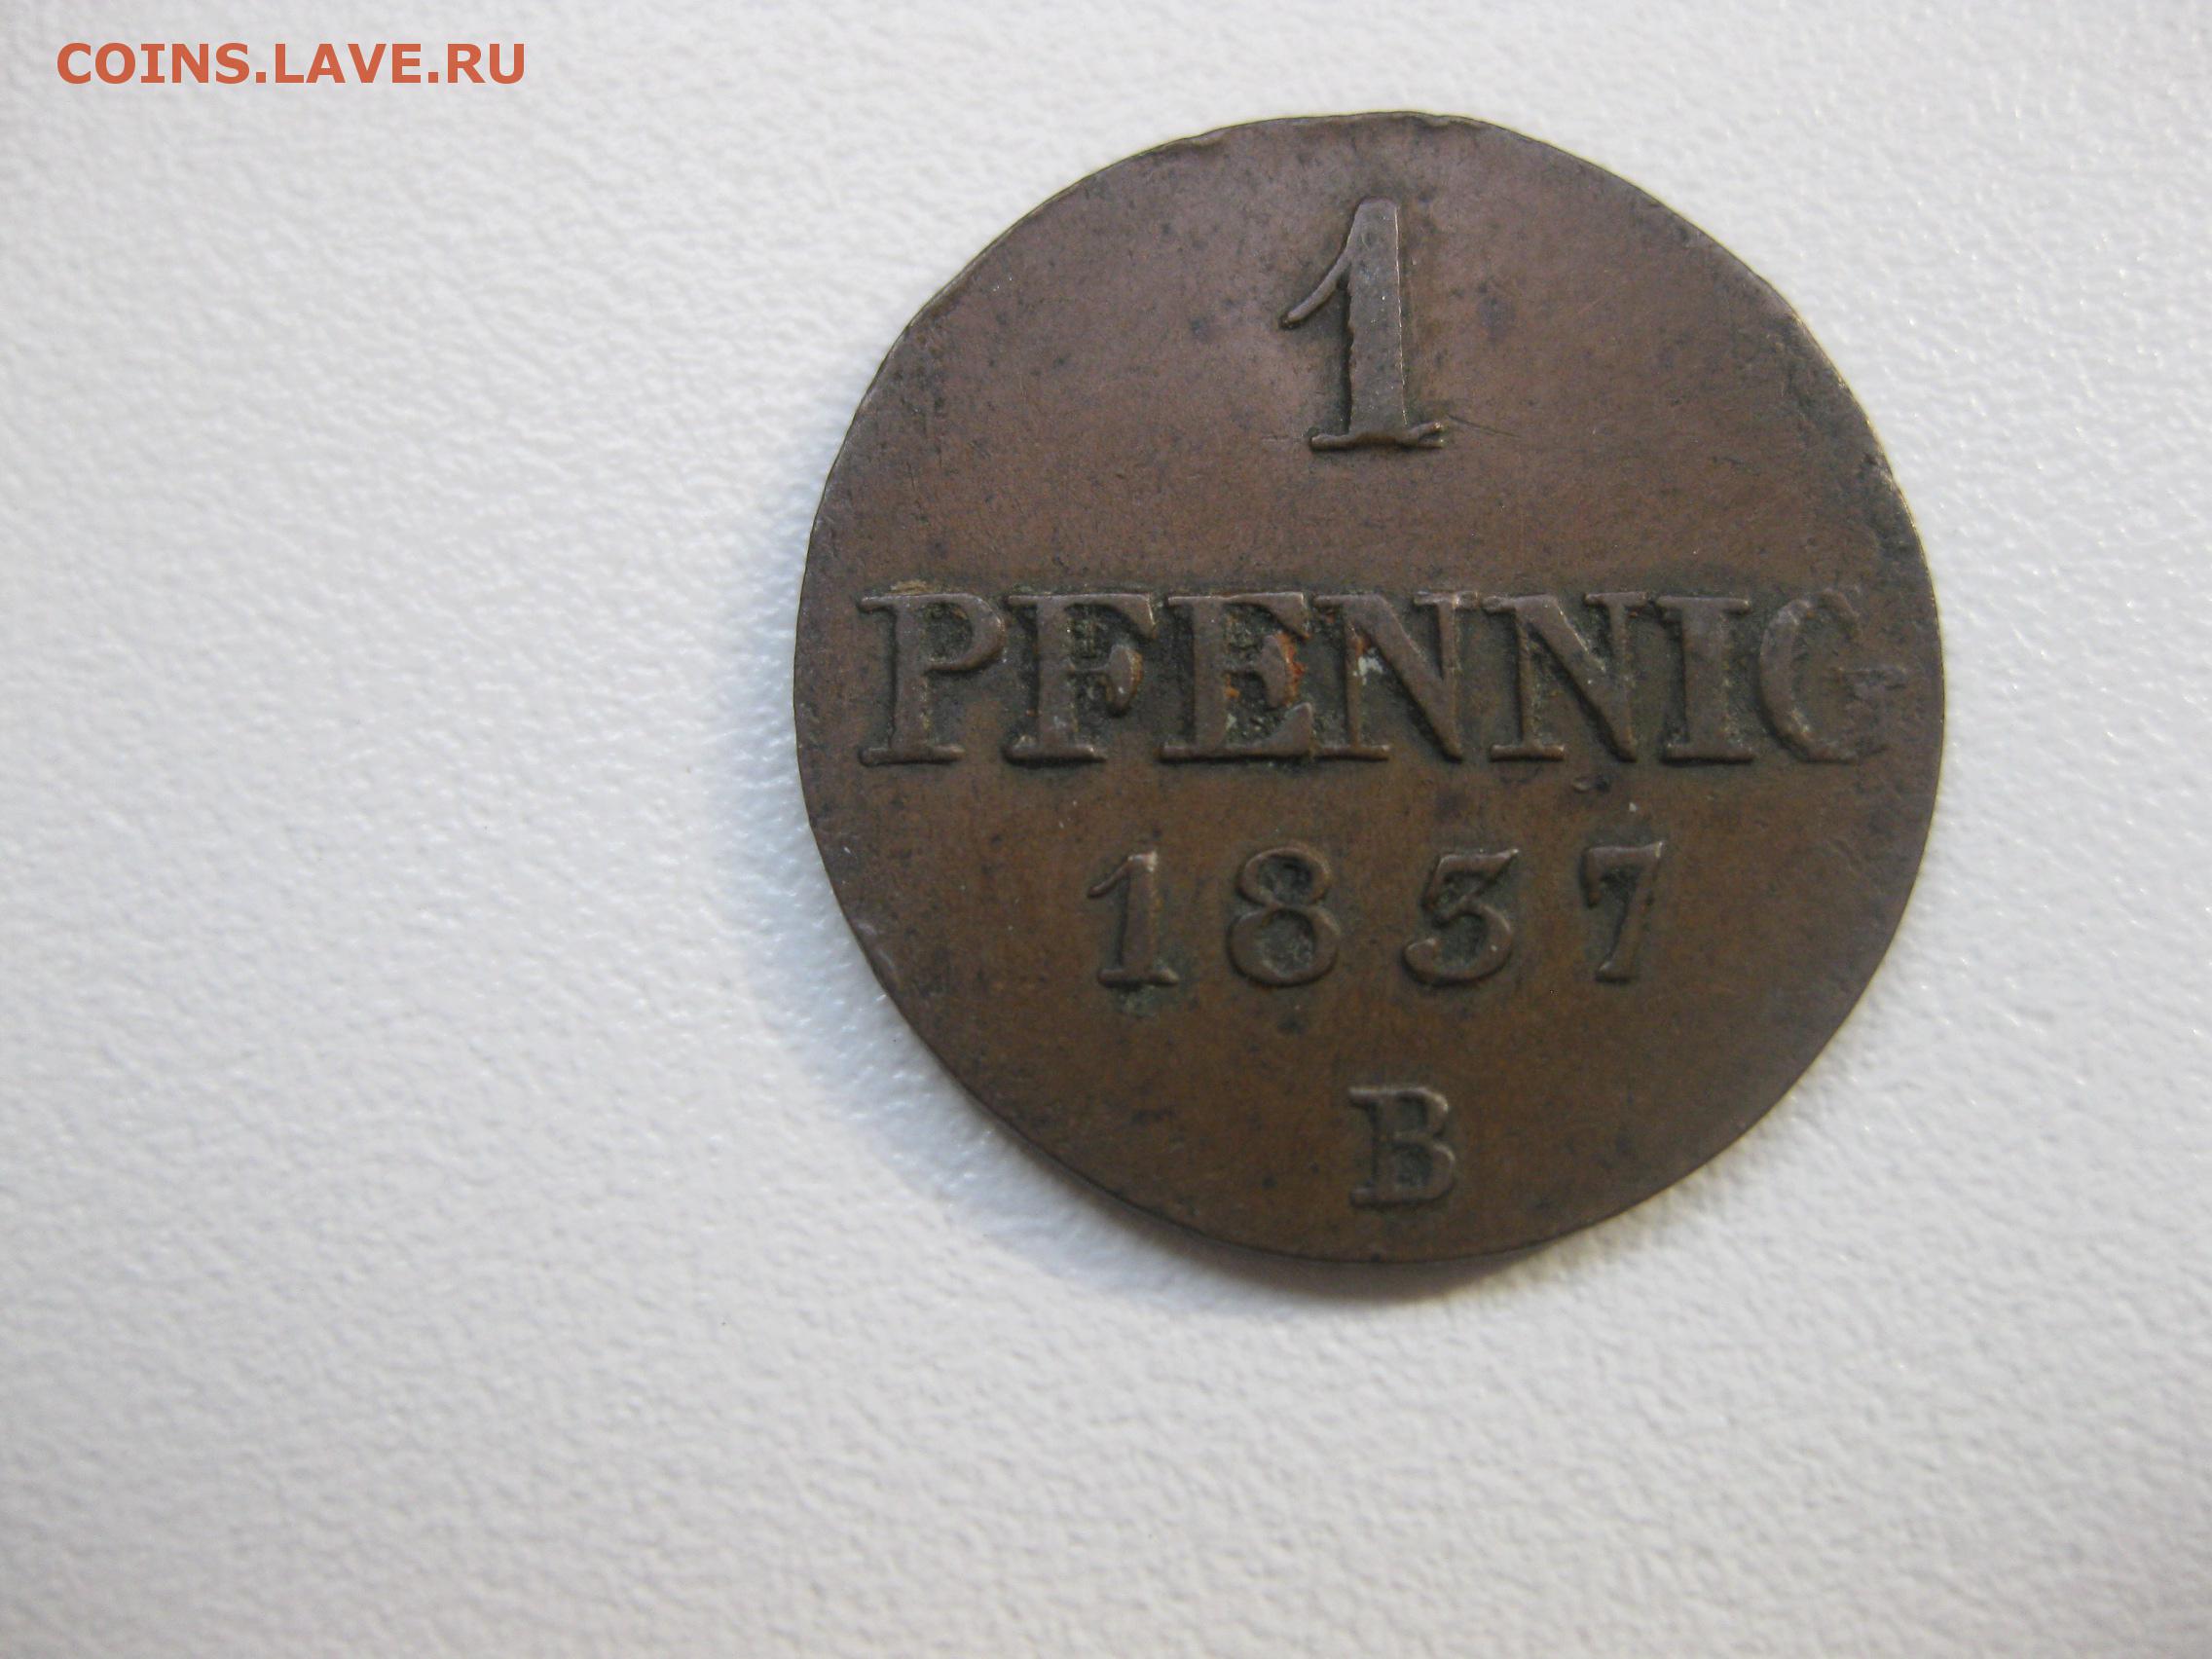 COINS.LAVE.RU
1
PFENNIG
1837
B